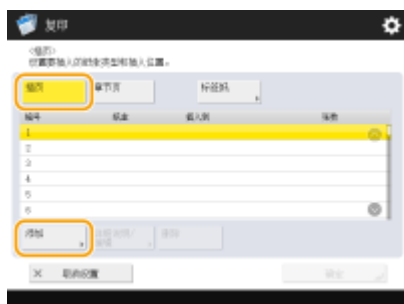 复印
<插页>
设置要插入的纸张类型和插入位置。
插页 章节页 标签纸
编号 纸盒 插入到 张数
1
2
3
4
5
6
添加 删除
× 取消设置 确定